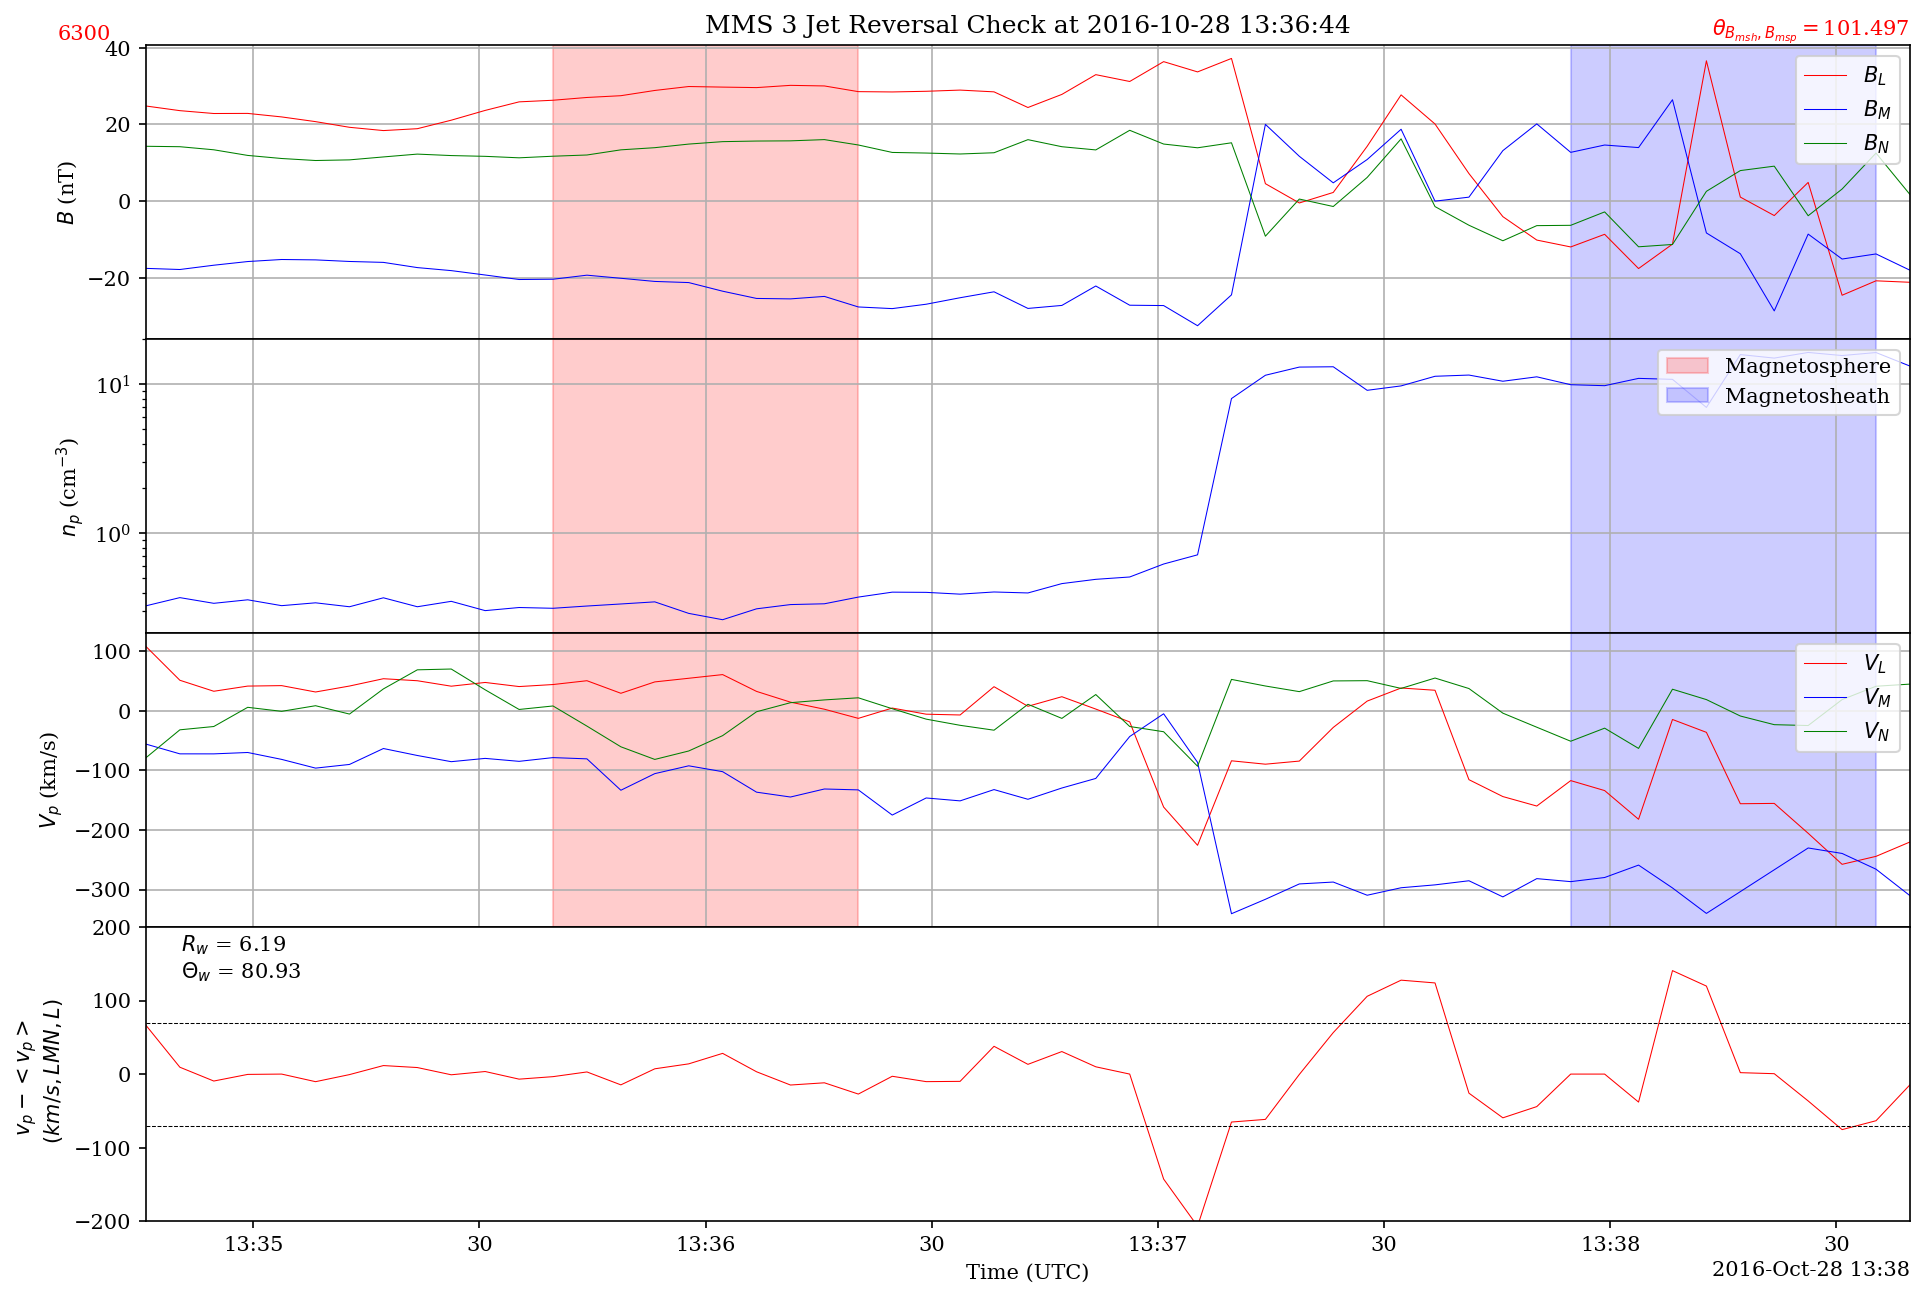 MMS 3 Jet Reversal Check at 2016-10-28 13:36:44
6300
θ_{B_{msh}, B_{msp}} = 101.497
40
20
0
−20
B (nT)
B_L
B_M
B_N
10^1
10^0
n_p (cm^{−3})
Magnetosphere
Magnetosheath
100
0
−100
−200
−300
V_p (km/s)
V_L
V_M
V_N
200
100
0
−100
−200
v_p − < v_p >
(km/s, LMN, L)
R_w = 6.19
Θ_w = 80.93
13:35 30 13:36 30 13:37 30 13:38 30
Time (UTC)
2016-Oct-28 13:38